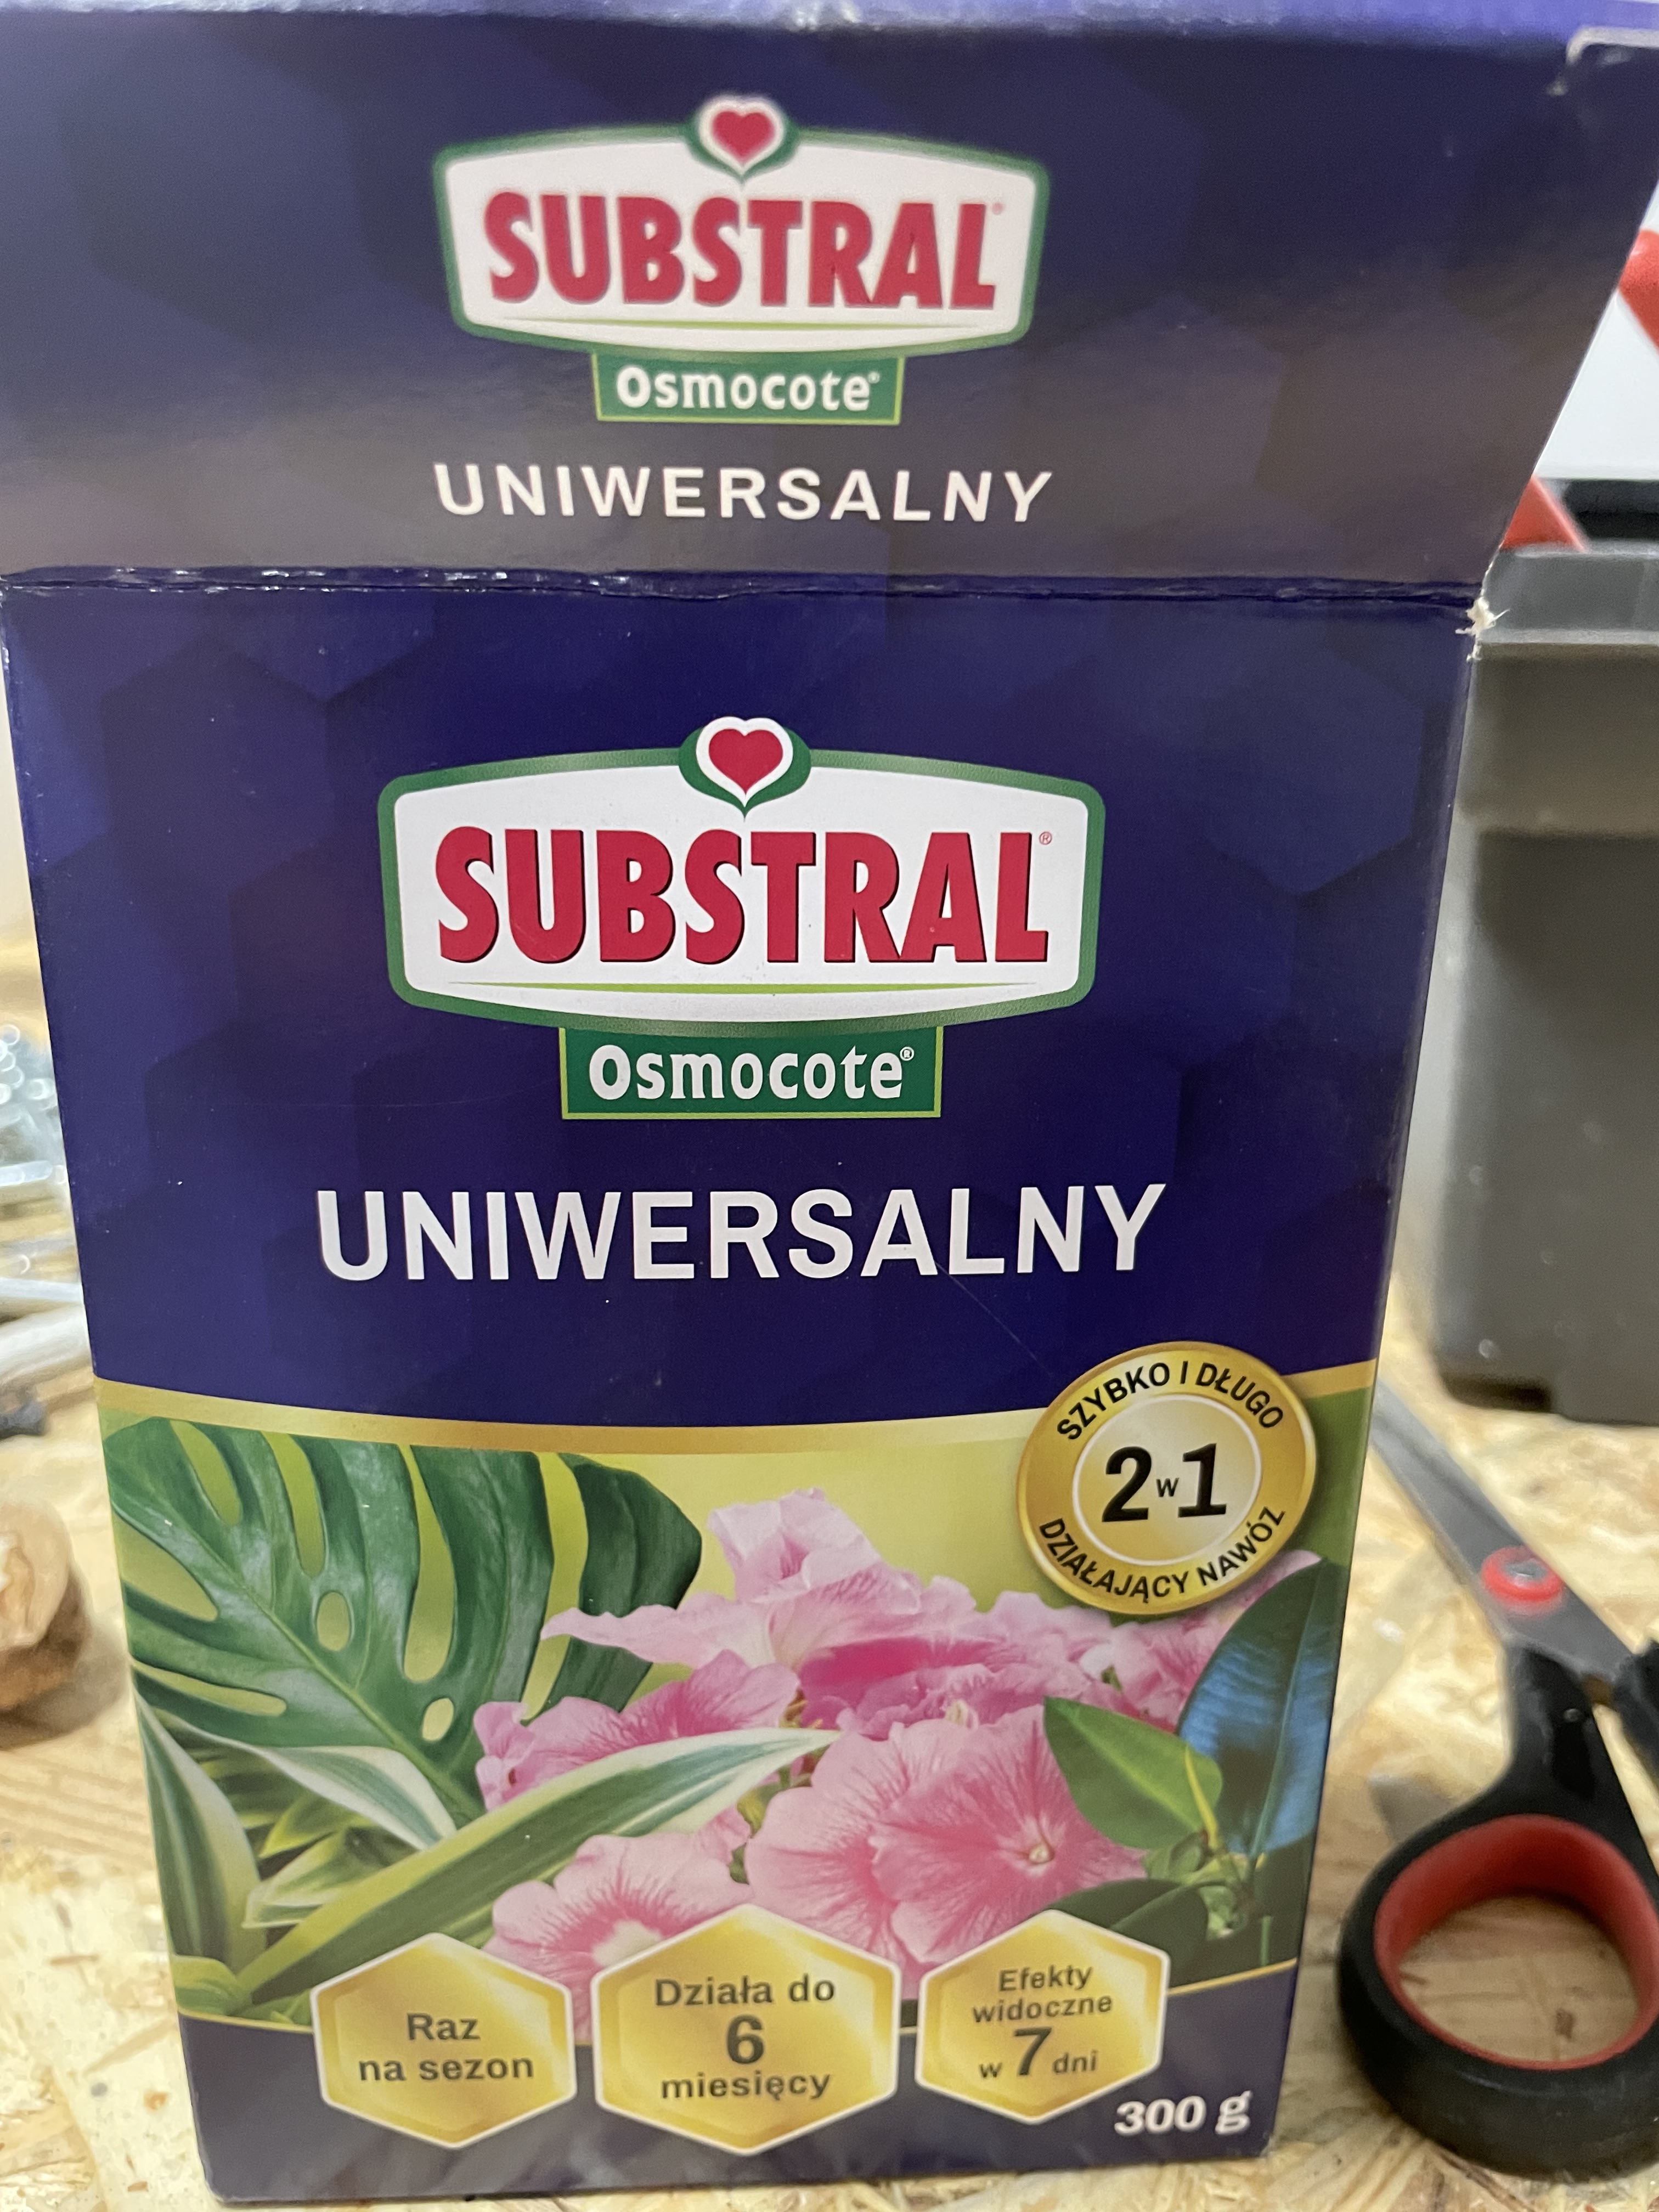 SUBSTRAL®
Osmocote®
UNIWERSALNY
SUBSTRAL®
Osmocote®
UNIWERSALNY
SZYBKO I DŁUGO
2 w 1
DZIAŁAJĄCY NAWÓZ
Raz
na sezon
Działa do
6
miesięcy
Efekty
widoczne
w 7 dni
300 g